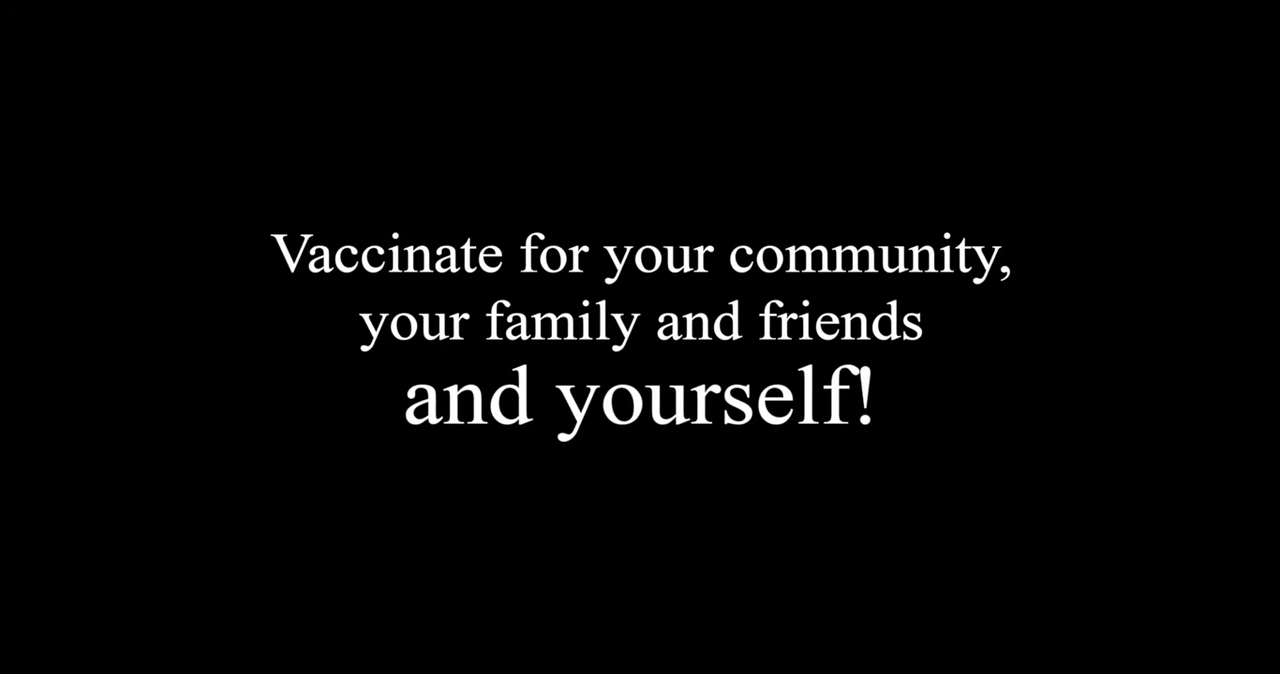 Vaccinate for your community,
your family and friends
and yourself!